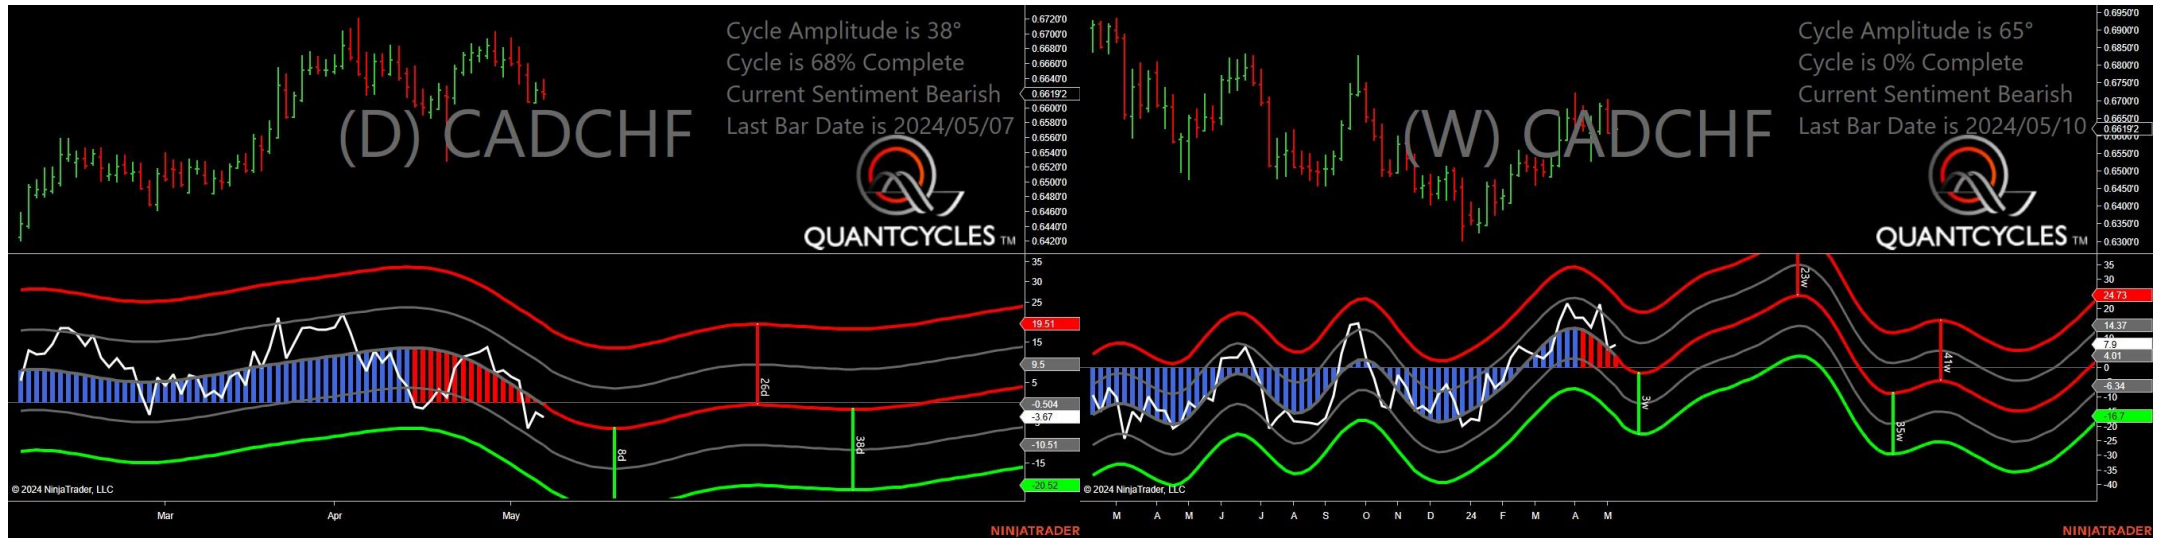 Cycle Amplitude is 38°
Cycle is 68% Complete
Current Sentiment Bearish
Last Bar Date is 2024/05/07
(D) CADCHF
QUANTCYCLES TM
0.6720'0
0.6700'0
0.6680'0
0.6660'0
0.6640'0
0.6619'2
0.6600'0
0.6580'0
0.6560'0
0.6540'0
0.6520'0
0.6500'0
0.6480'0
0.6460'0
0.6440'0
0.6420'0
35
30
25
19.51
15
9.5
5
-0.504
-3.67
-10.51
-15
-20.52
26d
8d
38d
© 2024 NinjaTrader, LLC
Mar Apr May
NINJATRADER
Cycle Amplitude is 65°
Cycle is 0% Complete
Current Sentiment Bearish
Last Bar Date is 2024/05/10
(W) CADCHF
QUANTCYCLES TM
0.6950'0
0.6900'0
0.6850'0
0.6800'0
0.6750'0
0.6700'0
0.6650'0
0.6619'2
0.6550'0
0.6500'0
0.6450'0
0.6400'0
0.6350'0
0.6300'0
35
30
24.73
20
14.37
7.9
4.01
0
-6.34
-10
-16.7
-20
-25
-30
-35
-40
23w
41w
3w
35w
© 2024 NinjaTrader, LLC
M A M J J A S O N D 24 F M A M
NINJATRADER